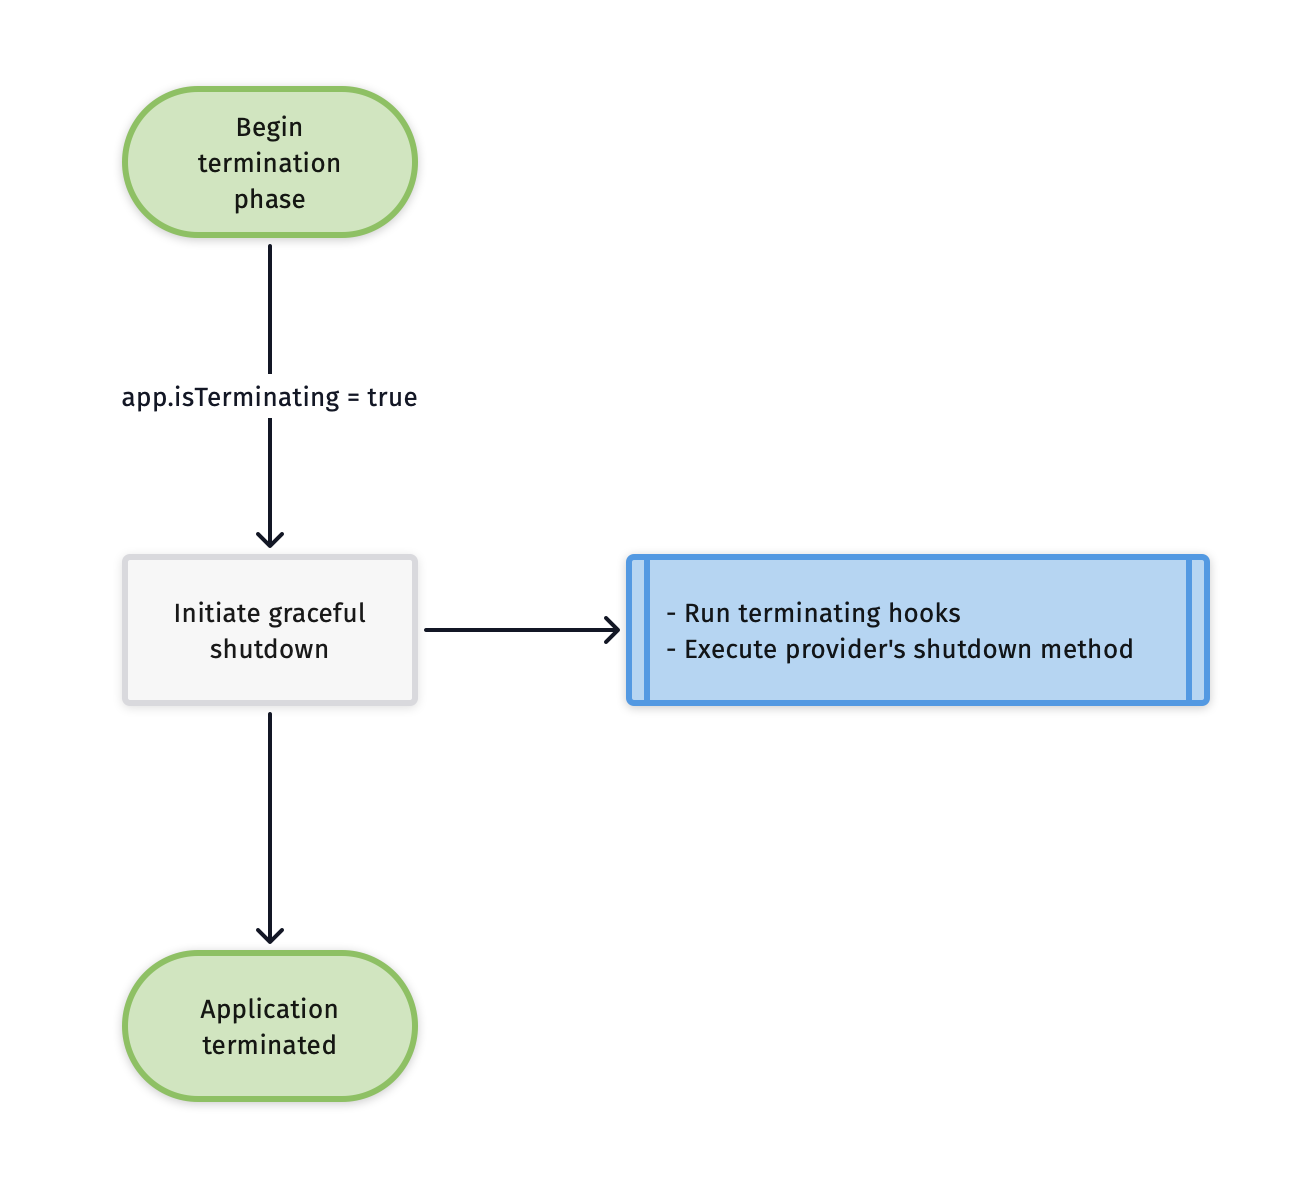 Begin
termination
phase
app.isTerminating = true
Initiate graceful
shutdown
- Run terminating hooks
- Execute provider's shutdown method
Application
terminated